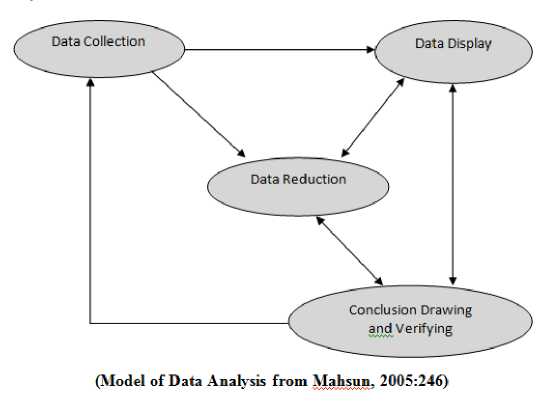 Data Collection
Data Display
Data Reduction
Conclusion Drawing
and Verifying
(Model of Data Analysis from Mahsun, 2005:246)